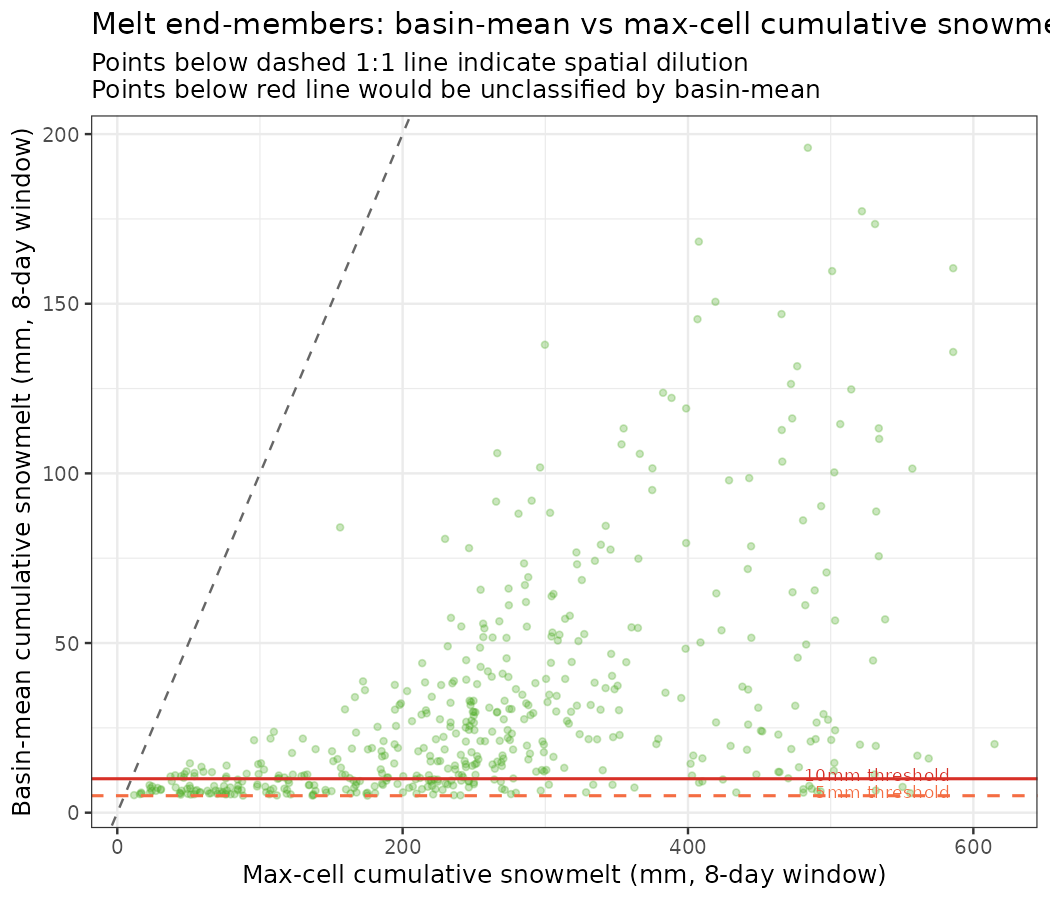 Melt end-members: basin-mean vs max-cell cumulative snowme
Points below dashed 1:1 line indicate spatial dilution
Points below red line would be unclassified by basin-mean
Basin-mean cumulative snowmelt (mm, 8-day window)
200
150
100
50
0
10mm threshold
5mm threshold
0 200 400 600
Max-cell cumulative snowmelt (mm, 8-day window)